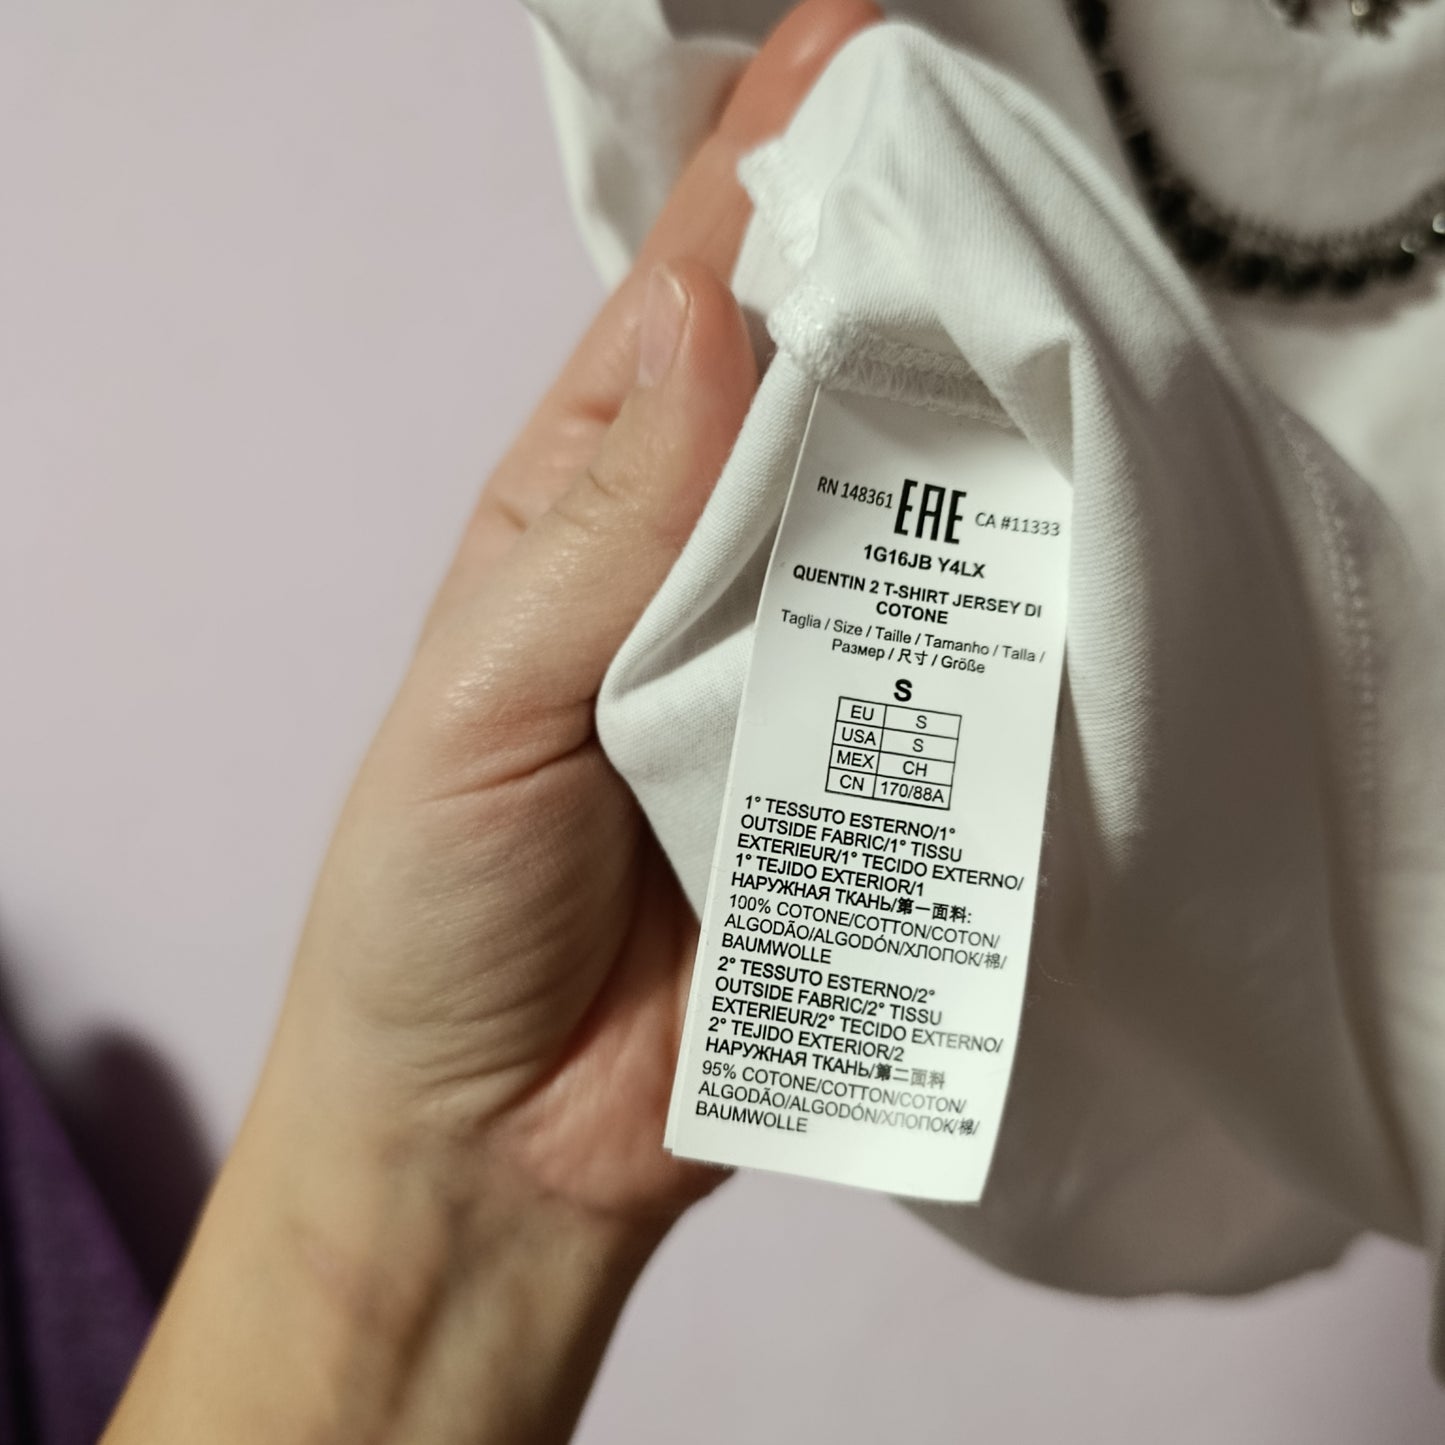 RN 148361 EAC CA #11333
1G16JB Y4LX
QUENTIN 2 T-SHIRT JERSEY DI
COTONE
Taglia / Size / Taille / Tamanho / Talla /
Размер / 尺寸 / Größe
S
EU S
USA S
MEX CH
CN 170/88A
1° TESSUTO ESTERNO/1°
OUTSIDE FABRIC/1° TISSU
EXTERIEUR/1° TECIDO EXTERNO/
1° TEJIDO EXTERIOR/1
НАРУЖНАЯ ТКАНЬ/第一面料:
100% COTONE/COTTON/COTON/
ALGODÃO/ALGODÓN/ХЛОПОК/棉/
BAUMWOLLE
2° TESSUTO ESTERNO/2°
OUTSIDE FABRIC/2° TISSU
EXTERIEUR/2° TECIDO EXTERNO/
2° TEJIDO EXTERIOR/2
НАРУЖНАЯ ТКАНЬ/第二面料
95% COTONE/COTTON/COTON/
ALGODÃO/ALGODÓN/ХЛОПОК/棉/
BAUMWOLLE